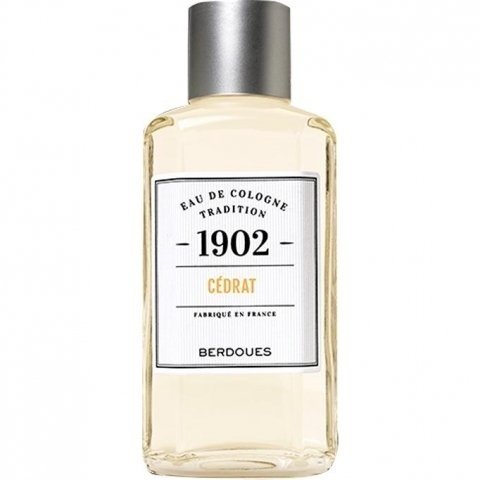 EAU DE COLOGNE
TRADITION
- 1902 -
CÉDRAT
FABRIQUÉ EN FRANCE
BERDOUES